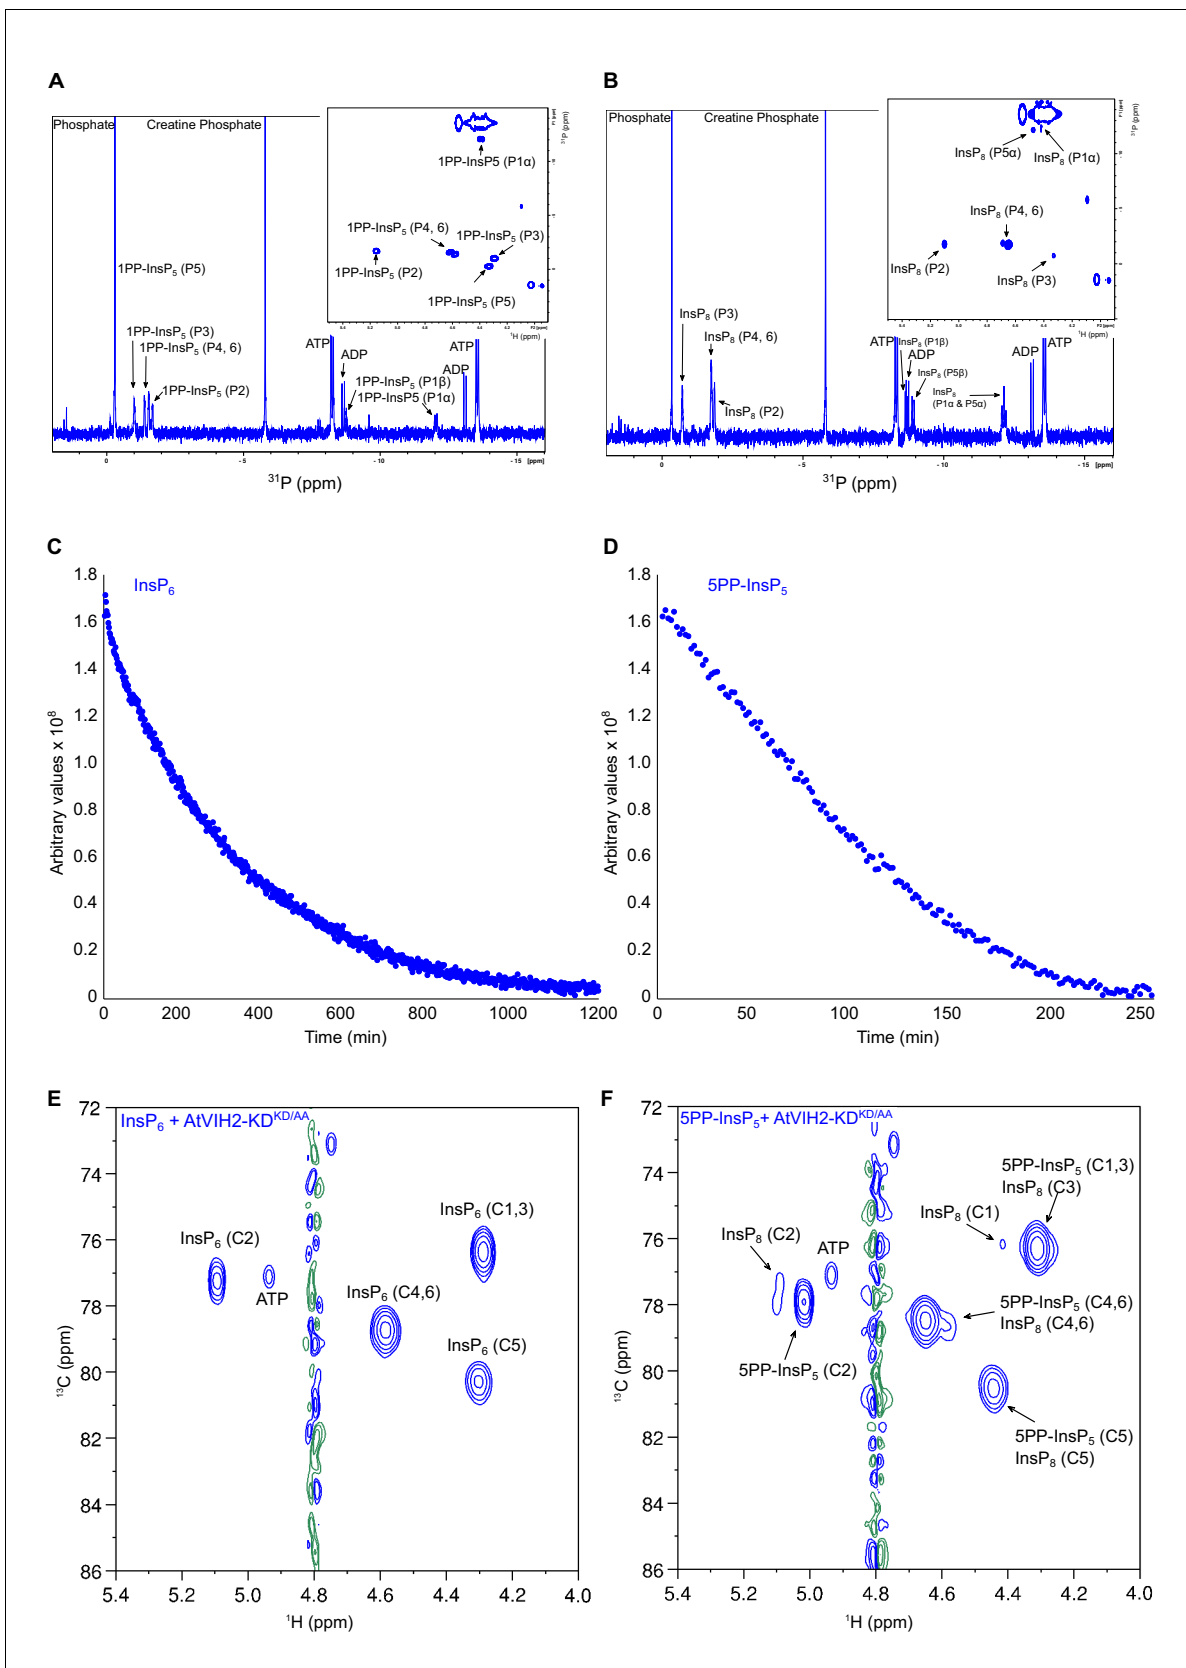 A
Phosphate
Creatine Phosphate
1PP-InsP5 (P1α)
1PP-InsP₅ (P4, 6)
1PP-InsP₅ (P3)
1PP-InsP₅ (P2)
1PP-InsP₅ (P5)
³¹P (ppm)
¹H (ppm)
1PP-InsP₅ (P5)
1PP-InsP₅ (P3)
1PP-InsP₅ (P4, 6)
1PP-InsP₅ (P2)
ATP
ADP
1PP-InsP₅ (P1β)
1PP-InsP5 (P1α)
ATP
ADP
0 - 5 - 10 - 15 [ppm]
³¹P (ppm)
B
Phosphate
Creatine Phosphate
InsP₈ (P5α)
InsP₈ (P1α)
InsP₈ (P4, 6)
InsP₈ (P2)
InsP₈ (P3)
³¹P (ppm)
¹H (ppm)
InsP₈ (P3)
InsP₈ (P4, 6)
InsP₈ (P2)
ATP
InsP₈ (P1β)
ADP
InsP₈ (P5β)
InsP₈
(P1α & P5α)
ADP
ATP
0 - 5 - 10 - 15 [ppm]
³¹P (ppm)
C
InsP₆
Arbitrary values x 10⁸
1.8
1.6
1.4
1.2
1.0
0.8
0.6
0.4
0.2
0
0 200 400 600 800 1000 1200
Time (min)
D
5PP-InsP₅
Arbitrary values x 10⁸
1.8
1.6
1.4
1.2
1.0
0.8
0.6
0.4
0.2
0
0 50 100 150 200 250
Time (min)
E
InsP₆ + AtVIH2-KD^KD/AA
InsP₆ (C1,3)
InsP₆ (C2)
ATP
InsP₆ (C4,6)
InsP₆ (C5)
¹³C (ppm)
72
74
76
78
80
82
84
86
5.4 5.2 5.0 4.8 4.6 4.4 4.2 4.0
¹H (ppm)
F
5PP-InsP₅+ AtVIH2-KD^KD/AA
5PP-InsP₅ (C1,3)
InsP₈ (C3)
InsP₈ (C1)
InsP₈ (C2)
ATP
5PP-InsP₅ (C4,6)
InsP₈ (C4,6)
5PP-InsP₅ (C2)
5PP-InsP₅ (C5)
InsP₈ (C5)
¹³C (ppm)
72
74
76
78
80
82
84
86
5.4 5.2 5.0 4.8 4.6 4.4 4.2 4.0
¹H (ppm)